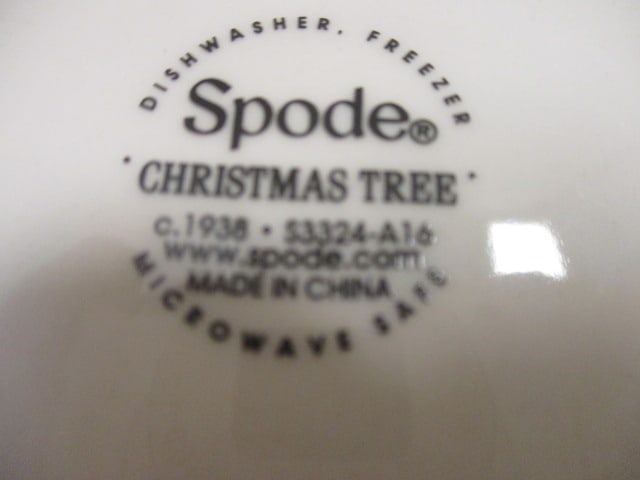 DISHWASHER, FREEZER
Spode®
· CHRISTMAS TREE ·
c.1938 • S3324-A16
www.spode.com
MADE IN CHINA
MICROWAVE SAFE